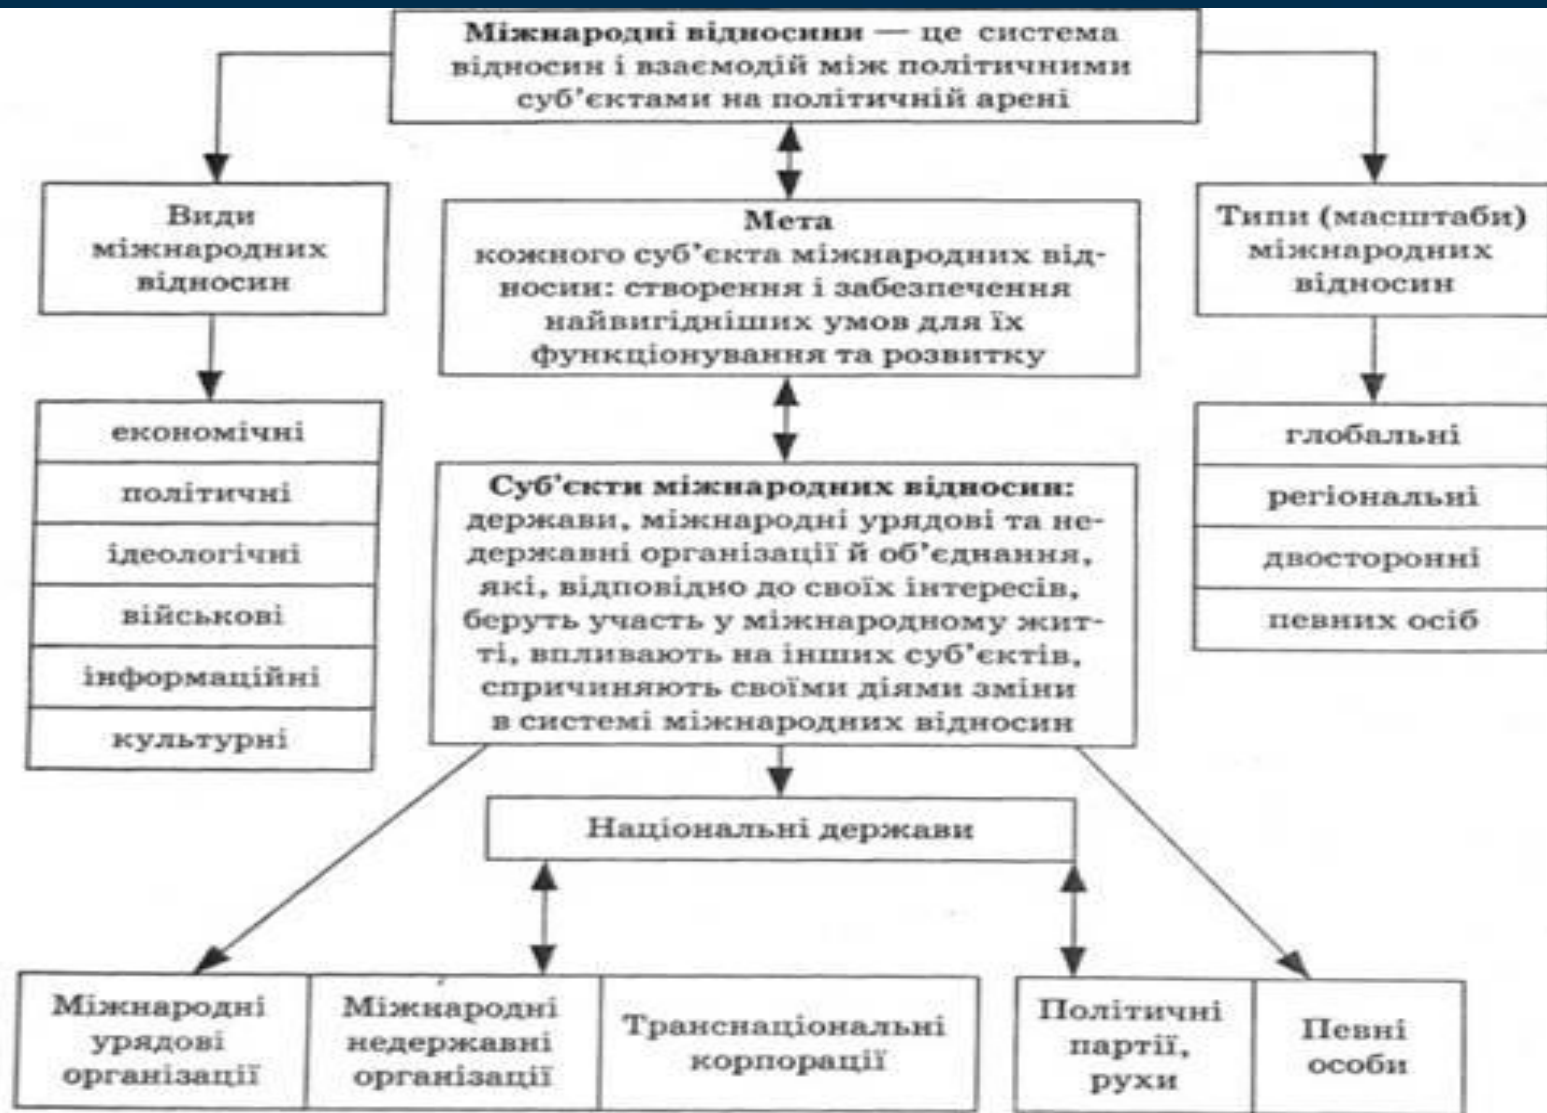 Міжнародні відносини — це система
відносин і взаємодій між політичними
суб’єктами на політичній арені
Види
міжнародних
відносин
Мета
кожного суб’єкта міжнародних від-
носин: створення і забезпечення
найвигідніших умов для їх
функціонування та розвитку
Типи (масштаби)
міжнародних
відносин
економічні
політичні
ідеологічні
військові
інформаційні
культурні
Суб’єкти міжнародних відносин:
держави, міжнародні урядові та не-
державні організації й об’єднання,
які, відповідно до своїх інтересів,
беруть участь у міжнародному жит-
ті, впливають на інших суб’єктів,
спричиняють своїми діями зміни
в системі міжнародних відносин
глобальні
регіональні
двосторонні
певних осіб
Національні держави
Міжнародні
урядові
організації
Міжнародні
недержавні
організації
Транснаціональні
корпорації
Політичні
партії,
рухи
Певні
особи